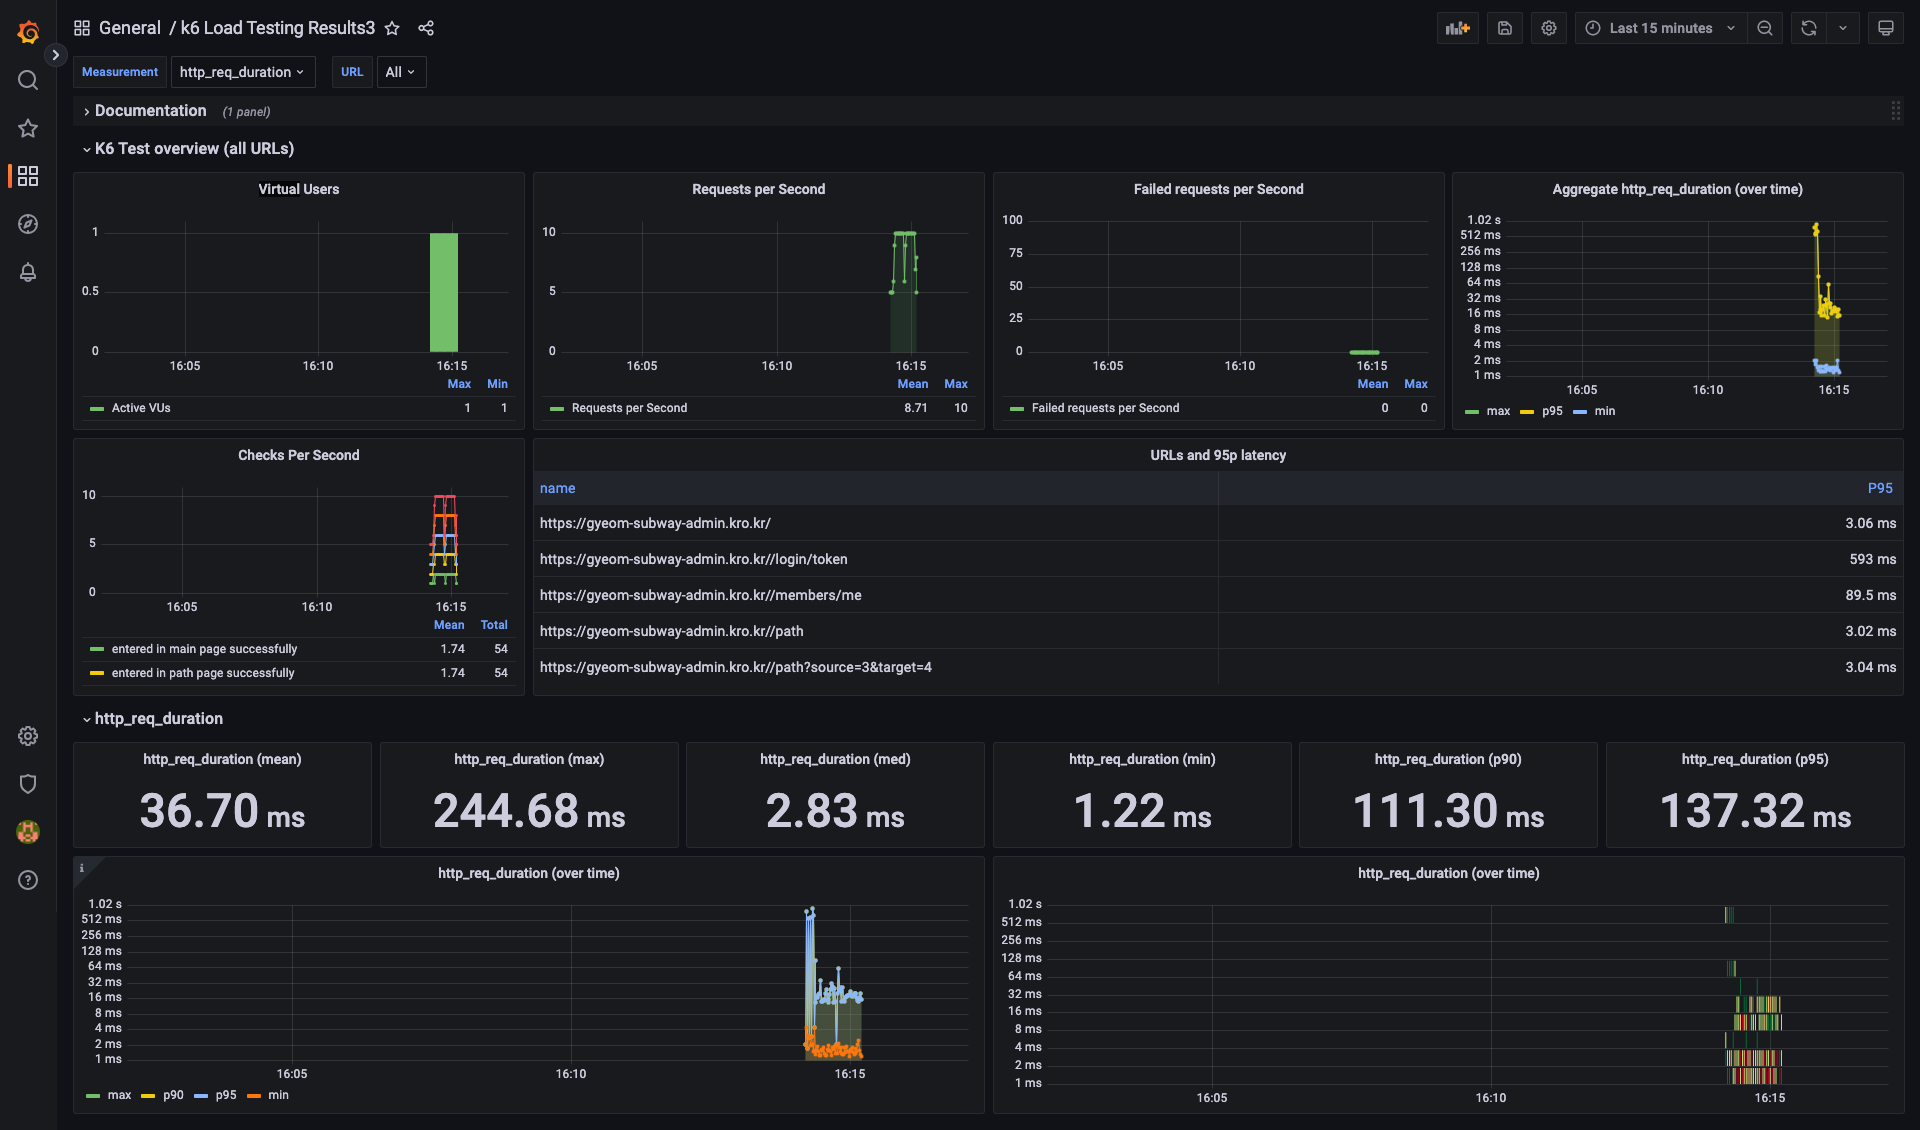 General / k6 Load Testing Results3
Last 15 minutes
Measurement http_req_duration URL All
Documentation (1 panel)
K6 Test overview (all URLs)
Virtual Users
1
0.5
0
16:05 16:10 16:15
Max Min
Active VUs 1 1
Requests per Second
10
5
0
16:05 16:10 16:15
Mean Max
Requests per Second 8.71 10
Failed requests per Second
100
75
50
25
0
16:05 16:10 16:15
Mean Max
Failed requests per Second 0 0
Aggregate http_req_duration (over time)
1.02 s
512 ms
256 ms
128 ms
64 ms
32 ms
16 ms
8 ms
4 ms
2 ms
1 ms
16:05 16:10 16:15
max p95 min
Checks Per Second
10
5
0
16:05 16:10 16:15
Mean Total
entered in main page successfully 1.74 54
entered in path page successfully 1.74 54
URLs and 95p latency
name P95
https://gyeom-subway-admin.kro.kr/ 3.06 ms
https://gyeom-subway-admin.kro.kr//login/token 593 ms
https://gyeom-subway-admin.kro.kr//members/me 89.5 ms
https://gyeom-subway-admin.kro.kr//path 3.02 ms
https://gyeom-subway-admin.kro.kr//path?source=3&target=4 3.04 ms
http_req_duration
http_req_duration (mean)
36.70 ms
http_req_duration (max)
244.68 ms
http_req_duration (med)
2.83 ms
http_req_duration (min)
1.22 ms
http_req_duration (p90)
111.30 ms
http_req_duration (p95)
137.32 ms
i
http_req_duration (over time)
1.02 s
512 ms
256 ms
128 ms
64 ms
32 ms
16 ms
8 ms
4 ms
2 ms
1 ms
16:05 16:10 16:15
max p90 p95 min
http_req_duration (over time)
1.02 s
512 ms
256 ms
128 ms
64 ms
32 ms
16 ms
8 ms
4 ms
2 ms
1 ms
16:05 16:10 16:15